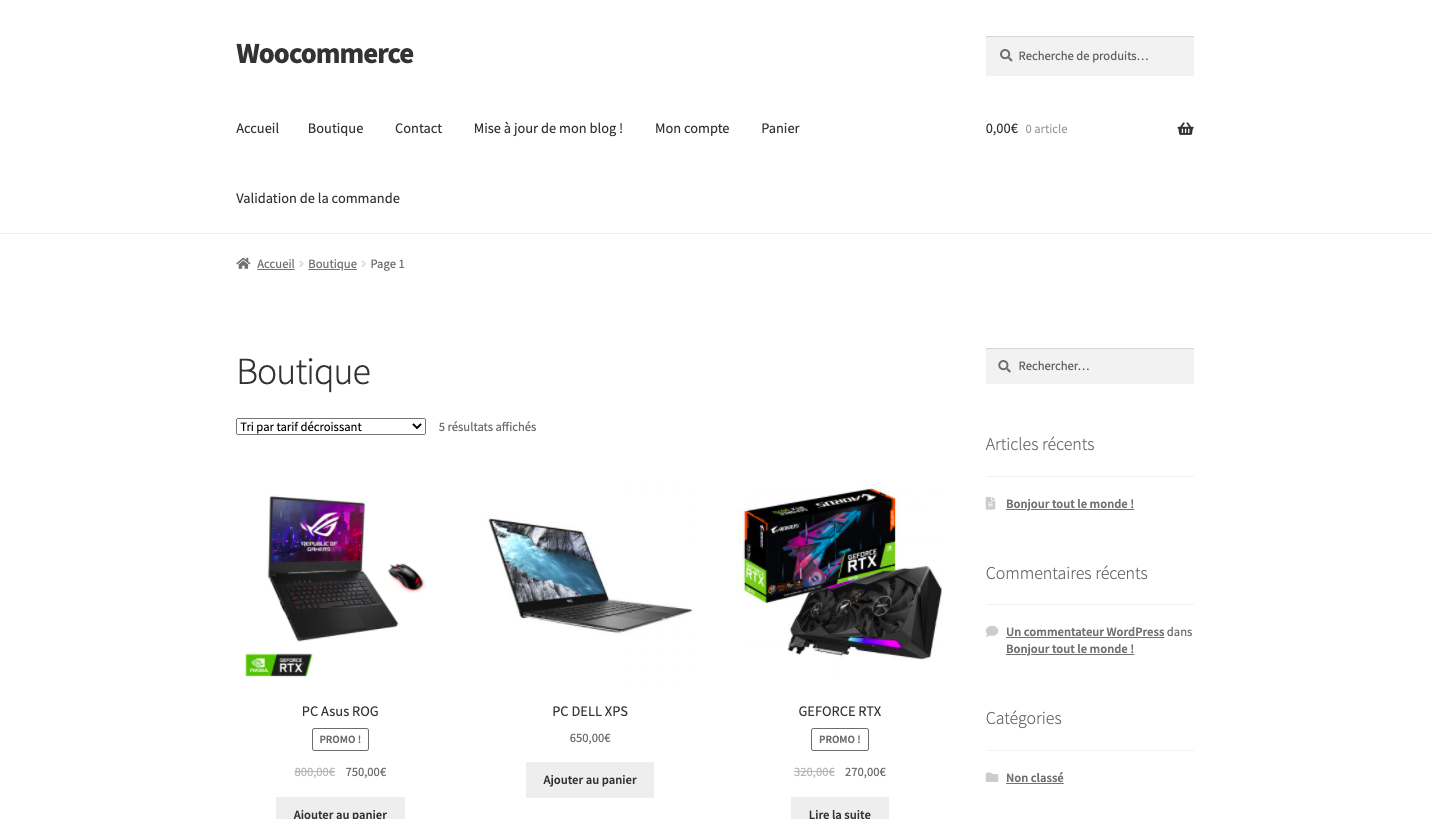 Woocommerce
Recherche de produits…
Accueil Boutique Contact Mise à jour de mon blog ! Mon compte Panier
0,00€ 0 article
Validation de la commande
Accueil Boutique Page 1
Boutique
Tri par tarif décroissant 5 résultats affichés
REPUBLIC OF
GAMERS
NVIDIA
GEFORCE
RTX
AORUS
AORUS
GEFORCE
RTX
RTX
PC Asus ROG
PROMO !
800,00€ 750,00€
Ajouter au panier
PC DELL XPS
650,00€
Ajouter au panier
GEFORCE RTX
PROMO !
320,00€ 270,00€
Lire la suite
Rechercher…
Articles récents
Bonjour tout le monde !
Commentaires récents
Un commentateur WordPress dans
Bonjour tout le monde !
Catégories
Non classé